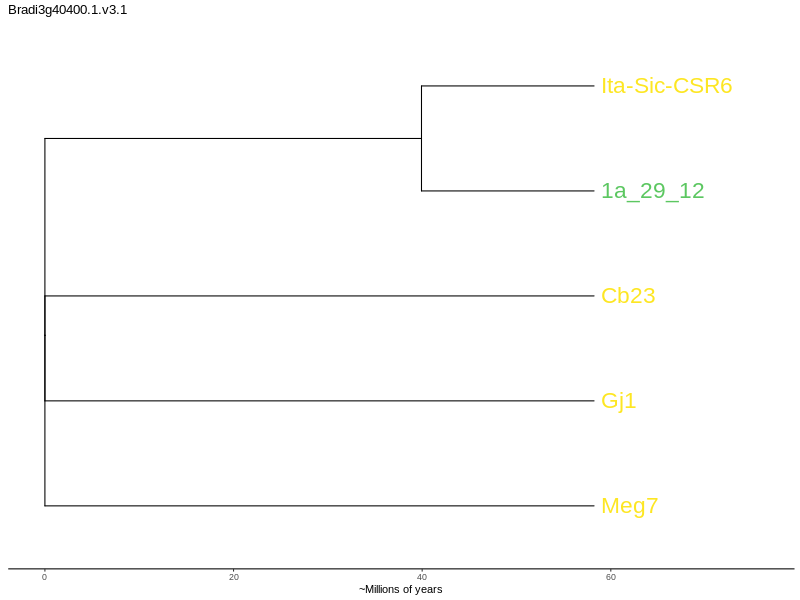 Bradi3g40400.1.v3.1
Ita-Sic-CSR6
1a_29_12
Cb23
Gj1
Meg7
0 20 40 60
~Millions of years